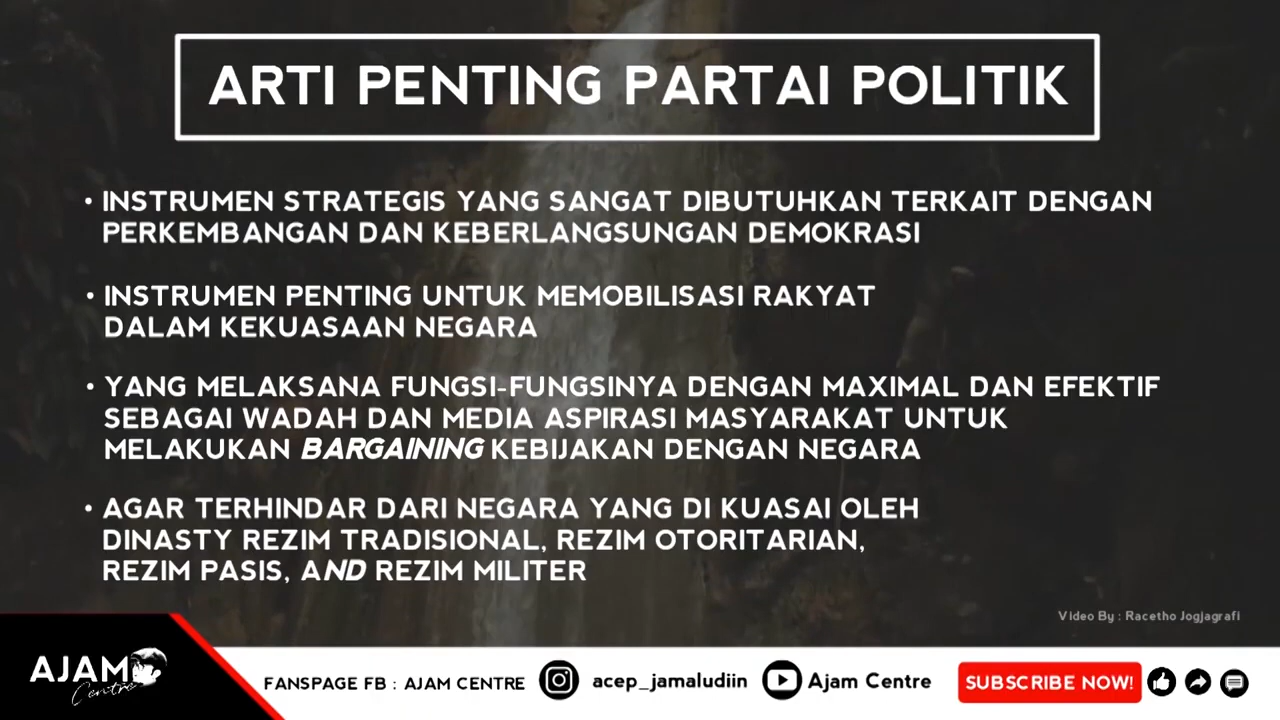 ARTI PENTING PARTAI POLITIK
• INSTRUMEN STRATEGIS YANG SANGAT DIBUTUHKAN TERKAIT DENGAN
PERKEMBANGAN DAN KEBERLANGSUNGAN DEMOKRASI
• INSTRUMEN PENTING UNTUK MEMOBILISASI RAKYAT
DALAM KEKUASAAN NEGARA
• YANG MELAKSANA FUNGSI-FUNGSINYA DENGAN MAXIMAL DAN EFEKTIF
SEBAGAI WADAH DAN MEDIA ASPIRASI MASYARAKAT UNTUK
MELAKUKAN BARGAINING KEBIJAKAN DENGAN NEGARA
• AGAR TERHINDAR DARI NEGARA YANG DI KUASAI OLEH
DINASTY REZIM TRADISIONAL, REZIM OTORITARIAN,
REZIM PASIS, AND REZIM MILITER
Video By : Racetho Jogjagrafi
AJAM
Centre
FANSPAGE FB : AJAM CENTRE
acep_jamaludiin
Ajam Centre
SUBSCRIBE NOW!